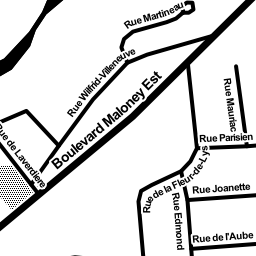 Rue Martineau
Rue Wilfrid-Villeneuve
Boulevard Maloney Est
Rue Mauriac
Rue Parisien
Rue de Laverdière
Rue de la Fleur-de-Lys
Rue Joanette
Rue Edmond
Rue de l'Aube